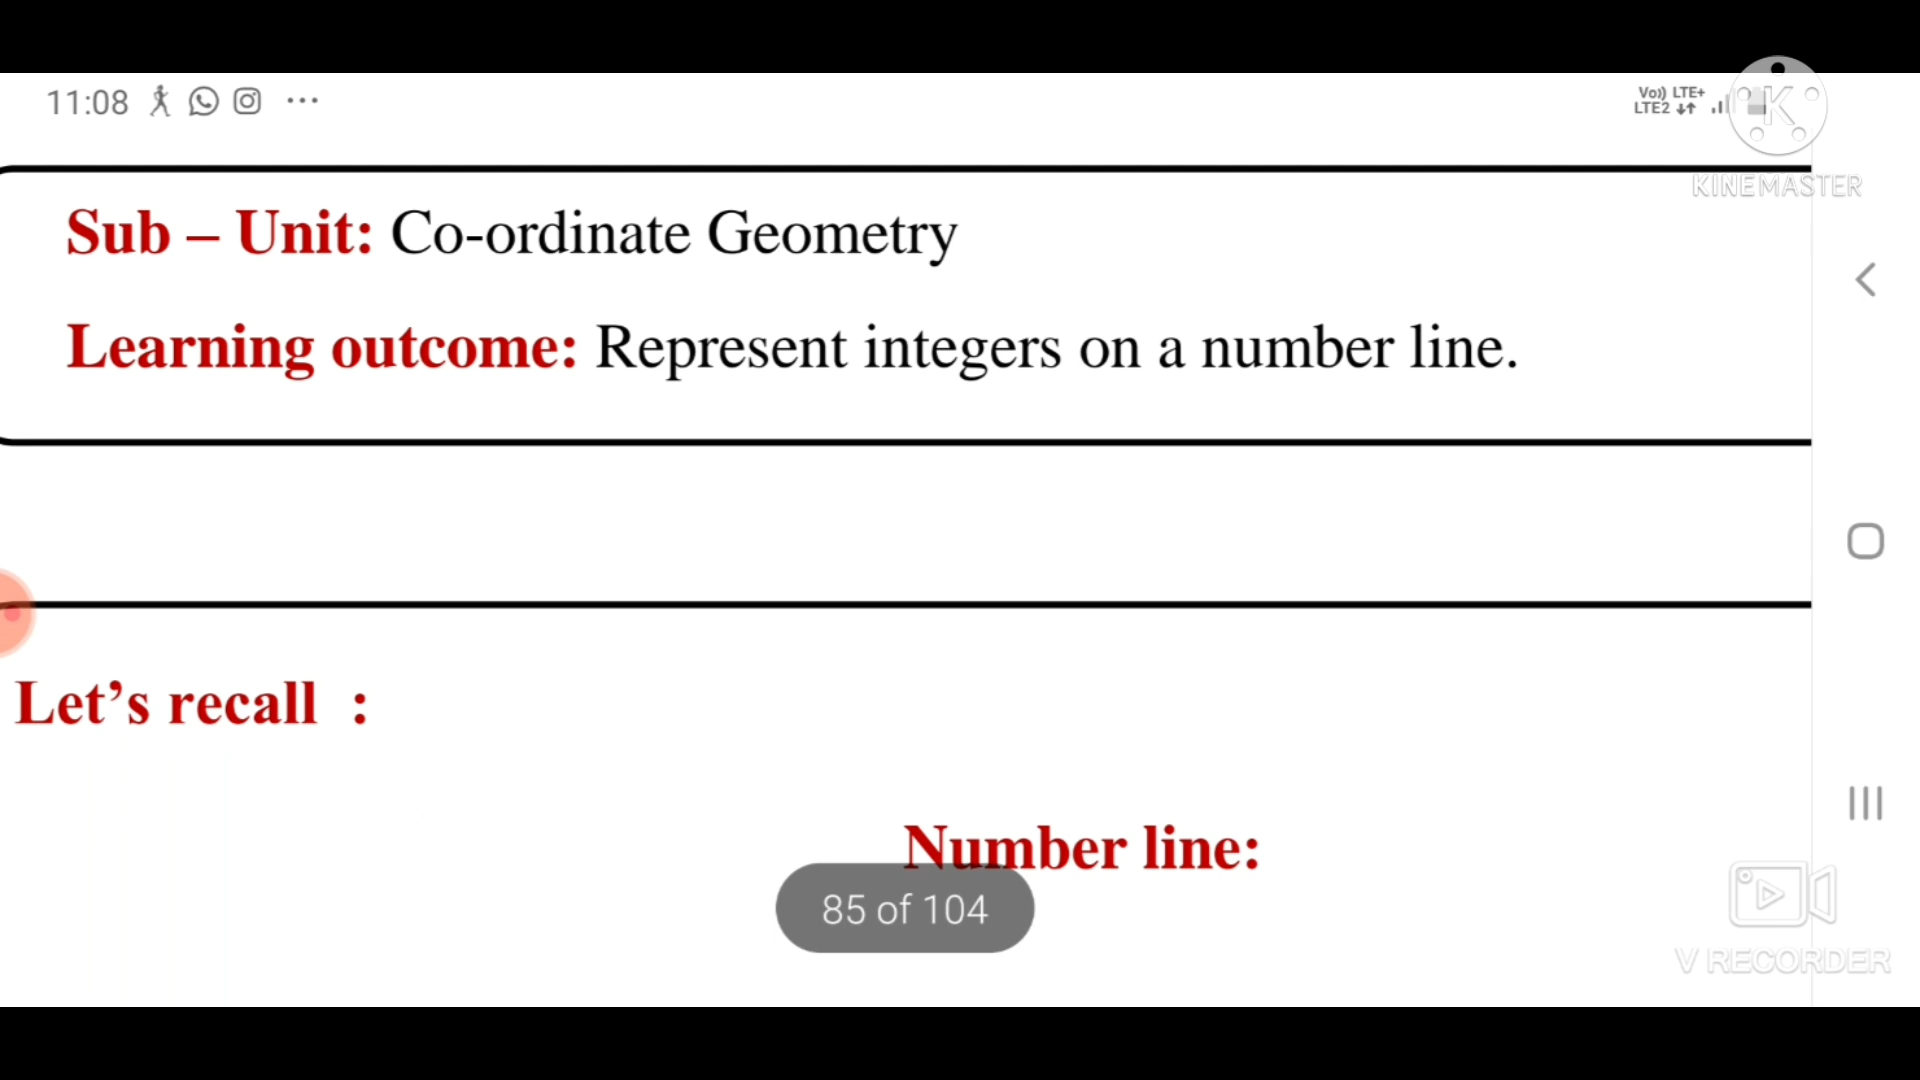 11:08
Vo)) LTE+
LTE2
KINEMASTER
Sub – Unit: Co-ordinate Geometry
Learning outcome: Represent integers on a number line.
Let’s recall :
Number line:
85 of 104
V RECORDER